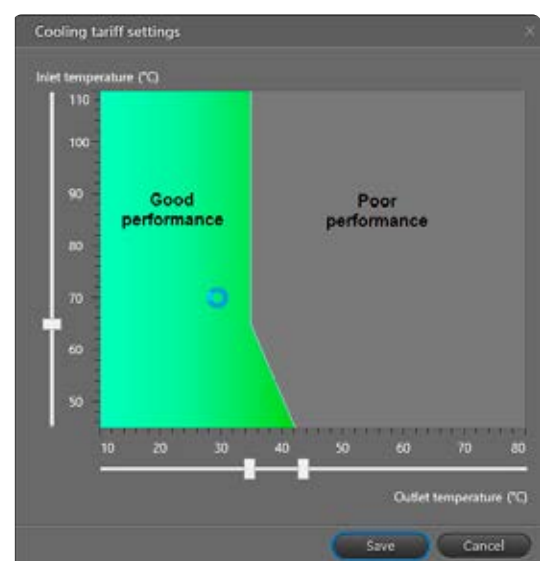 Cooling tariff settings
Inlet temperature (°C)
110
100
90
80
70
60
50
Good
performance
Poor
performance
10 20 30 40 50 60 70 80
Outlet temperature (°C)
Save Cancel